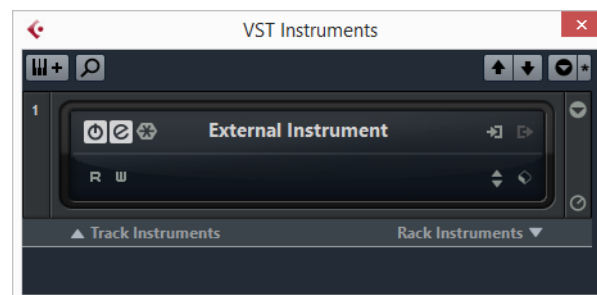 VST Instruments
1
External Instrument
R W
Track Instruments Rack Instruments